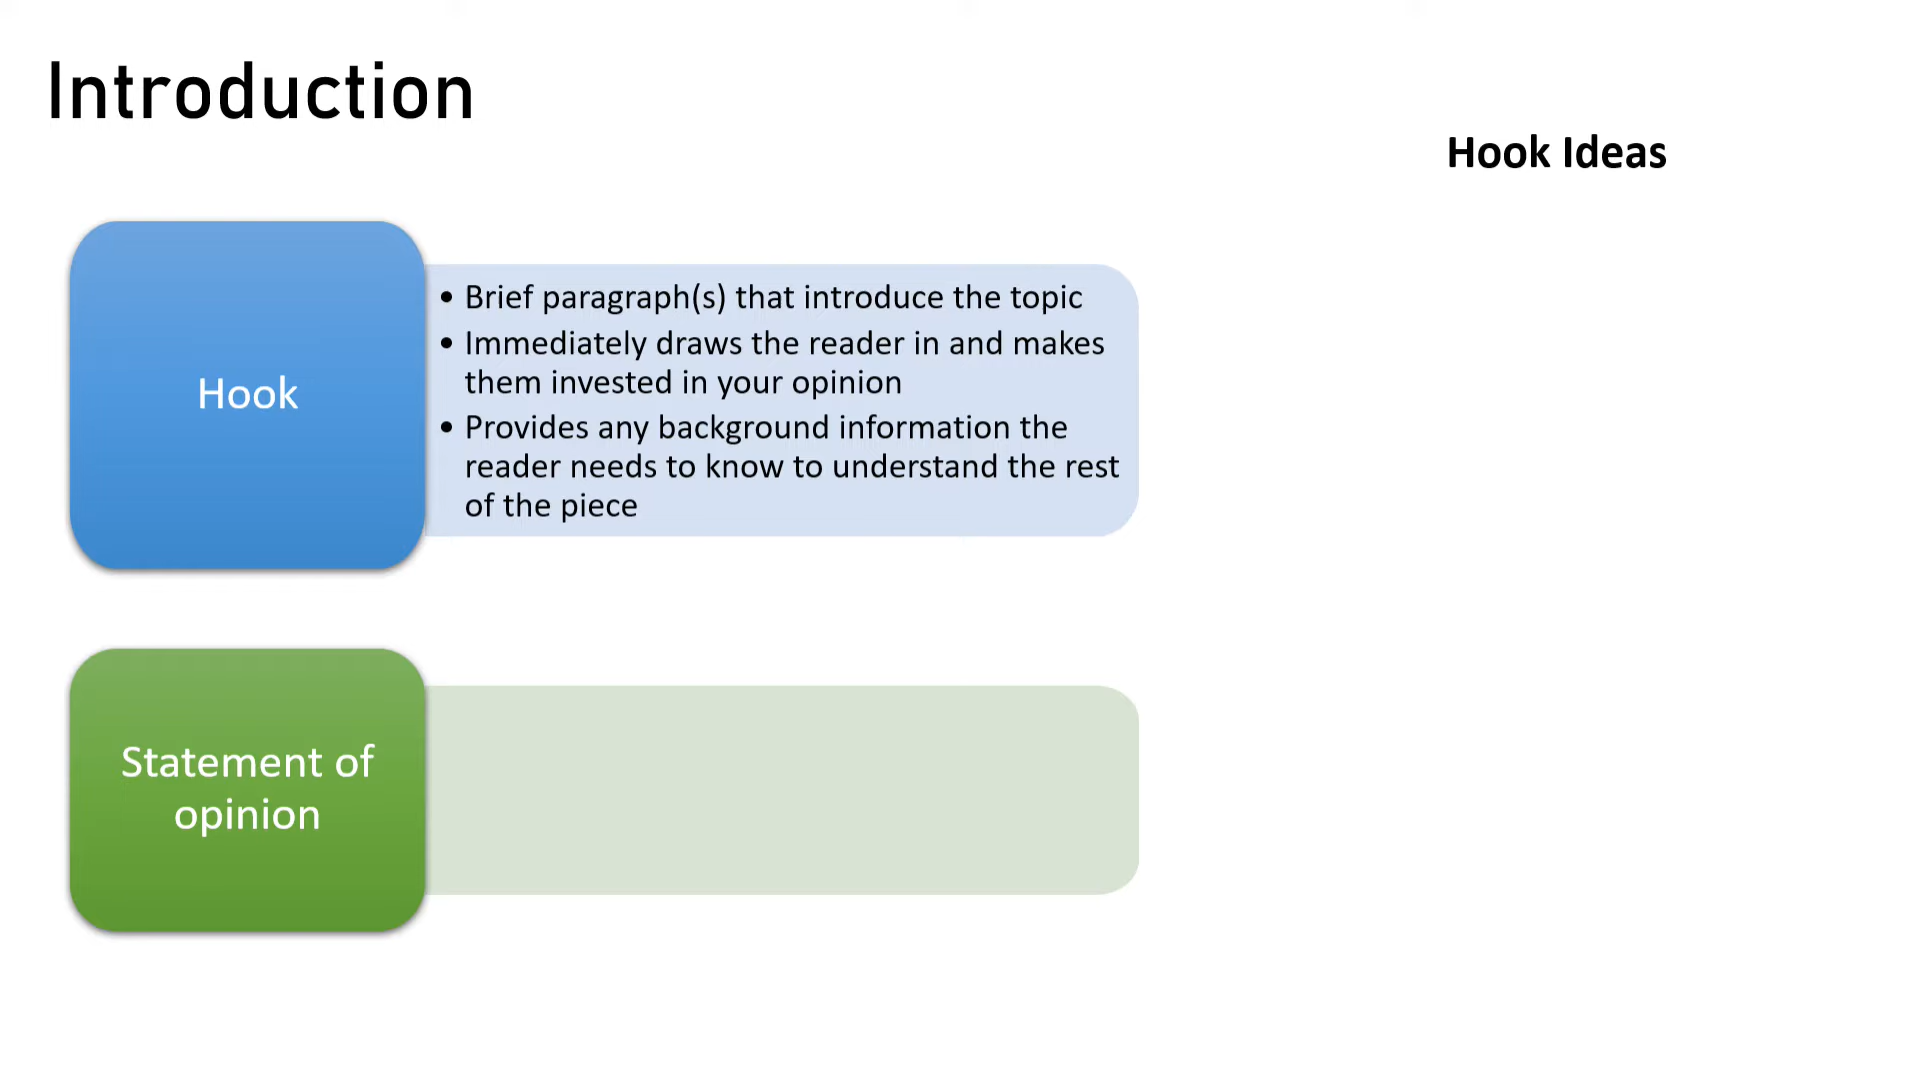 Introduction
Hook Ideas
Hook
• Brief paragraph(s) that introduce the topic
• Immediately draws the reader in and makes
them invested in your opinion
• Provides any background information the
reader needs to know to understand the rest
of the piece
Statement of
opinion